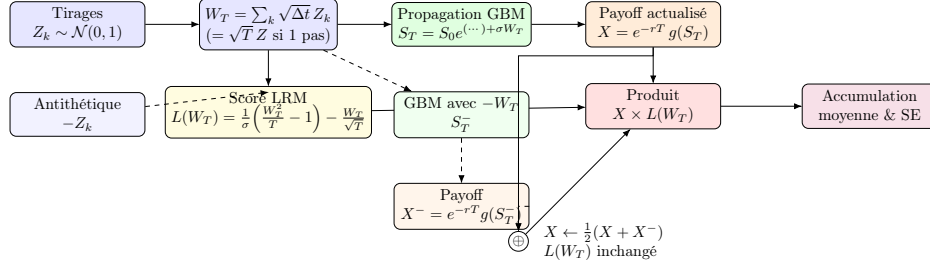 Tirages
Z_k ∼ 𝒩(0, 1)
W_T = ∑_k √Δt Z_k
(= √T Z si 1 pas)
Propagation GBM
S_T = S_0 e^{(⋯)+σW_T}
Payoff actualisé
X = e^{−rT} g(S_T)
Antithétique
−Z_k
Score LRM
L(W_T) = 1/σ (W_T^2/T − 1) − W_T/√T
GBM avec −W_T
S_T^−
Produit
X × L(W_T)
Accumulation
moyenne & SE
Payoff
X^− = e^{−rT} g(S_T^−)
⊕
X ← 1/2(X + X^−)
L(W_T) inchangé